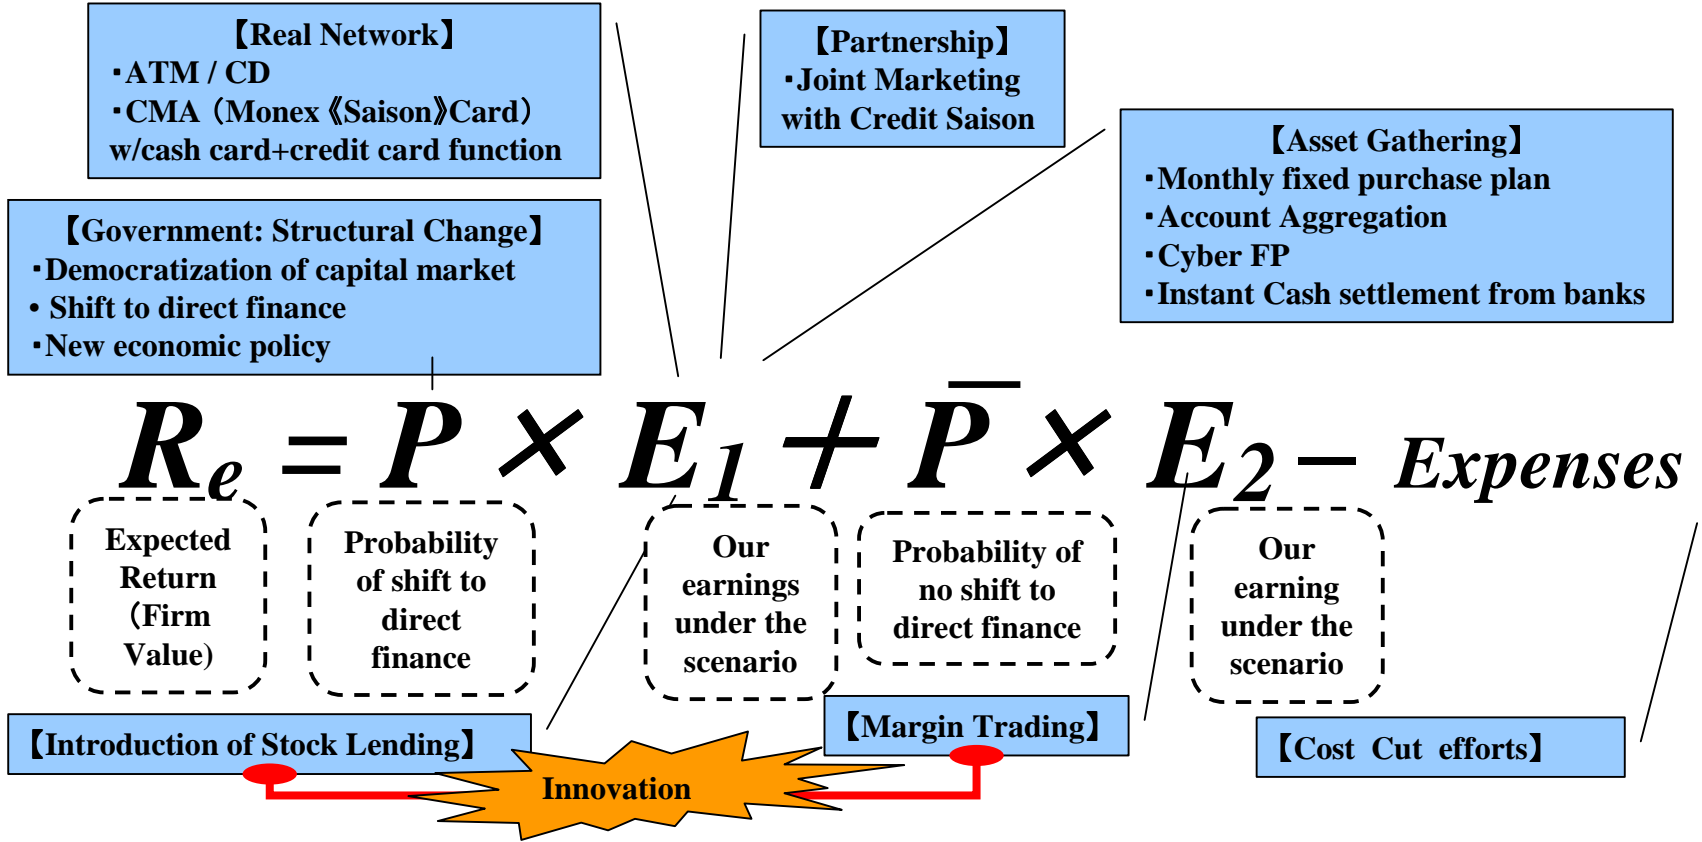 【Real Network】
・ATM / CD
・CMA（Monex《Saison》Card）
w/cash card+credit card function
【Partnership】
・Joint Marketing
with Credit Saison
【Asset Gathering】
・Monthly fixed purchase plan
・Account Aggregation
・Cyber FP
・Instant Cash settlement from banks
【Government: Structural Change】
・Democratization of capital market
• Shift to direct finance
・New economic policy
Re = P × E1 + P̄ × E2 − Expenses
Expected
Return
（Firm
Value)
Probability
of shift to
direct
finance
Our
earnings
under the
scenario
Probability of
no shift to
direct finance
Our
earning
under the
scenario
【Introduction of Stock Lending】
【Margin Trading】
【Cost Cut efforts】
Innovation